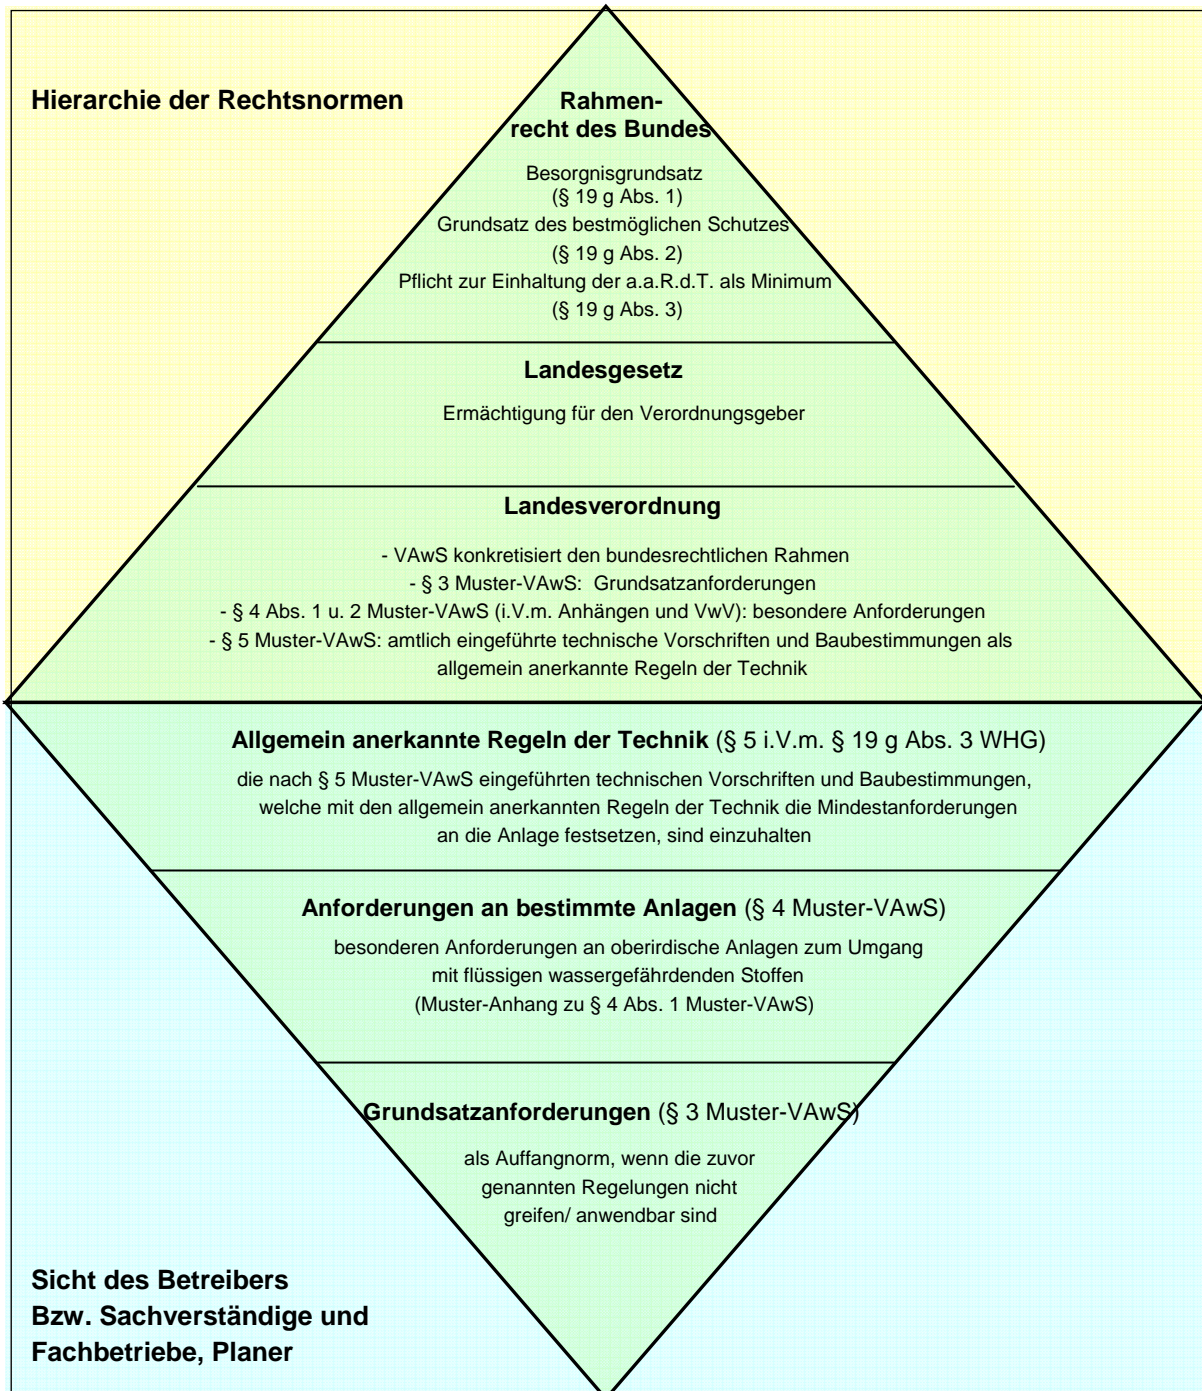 Hierarchie der Rechtsnormen
Rahmen-
recht des Bundes
Besorgnisgrundsatz
(§ 19 g Abs. 1)
Grundsatz des bestmöglichen Schutzes
(§ 19 g Abs. 2)
Pflicht zur Einhaltung der a.a.R.d.T. als Minimum
(§ 19 g Abs. 3)
Landesgesetz
Ermächtigung für den Verordnungsgeber
Landesverordnung
- VAwS konkretisiert den bundesrechtlichen Rahmen
- § 3 Muster-VAwS: Grundsatzanforderungen
- § 4 Abs. 1 u. 2 Muster-VAwS (i.V.m. Anhängen und VwV): besondere Anforderungen
- § 5 Muster-VAwS: amtlich eingeführte technische Vorschriften und Baubestimmungen als
allgemein anerkannte Regeln der Technik
Allgemein anerkannte Regeln der Technik (§ 5 i.V.m. § 19 g Abs. 3 WHG)
die nach § 5 Muster-VAwS eingeführten technischen Vorschriften und Baubestimmungen,
welche mit den allgemein anerkannten Regeln der Technik die Mindestanforderungen
an die Anlage festsetzen, sind einzuhalten
Anforderungen an bestimmte Anlagen (§ 4 Muster-VAwS)
besonderen Anforderungen an oberirdische Anlagen zum Umgang
mit flüssigen wassergefährdenden Stoffen
(Muster-Anhang zu § 4 Abs. 1 Muster-VAwS)
Grundsatzanforderungen (§ 3 Muster-VAwS)
als Auffangnorm, wenn die zuvor
genannten Regelungen nicht
greifen/ anwendbar sind
Sicht des Betreibers
Bzw. Sachverständige und
Fachbetriebe, Planer